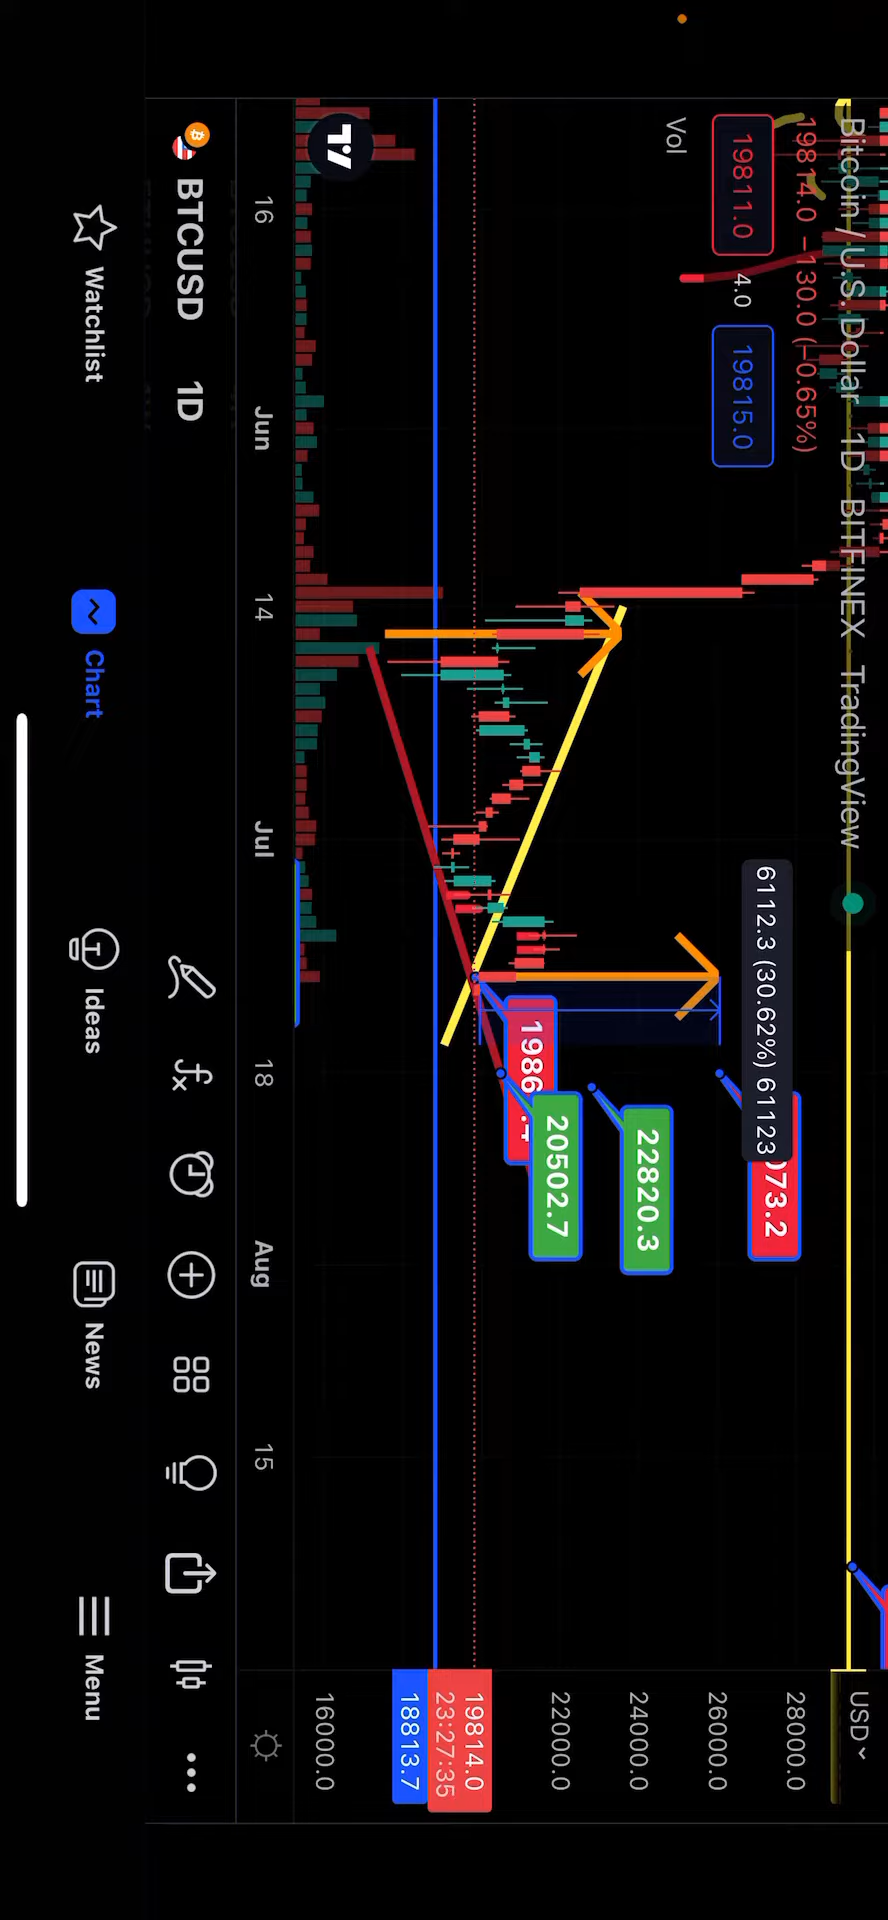 Bitcoin / U.S. Dollar 1D BITFINEX TradingView
19814.0 −130.0 (−0.65%)
19811.0 4.0 19815.0
Vol
6112.3 (30.62%) 61123
073.2
22820.3
20502.7
USD
28000.0
26000.0
24000.0
22000.0
19814.0
23:27:35
18813.7
16000.0
16 Jun 14 Jul 18 Aug 15
BTCUSD 1D
Watchlist Chart Ideas News Menu